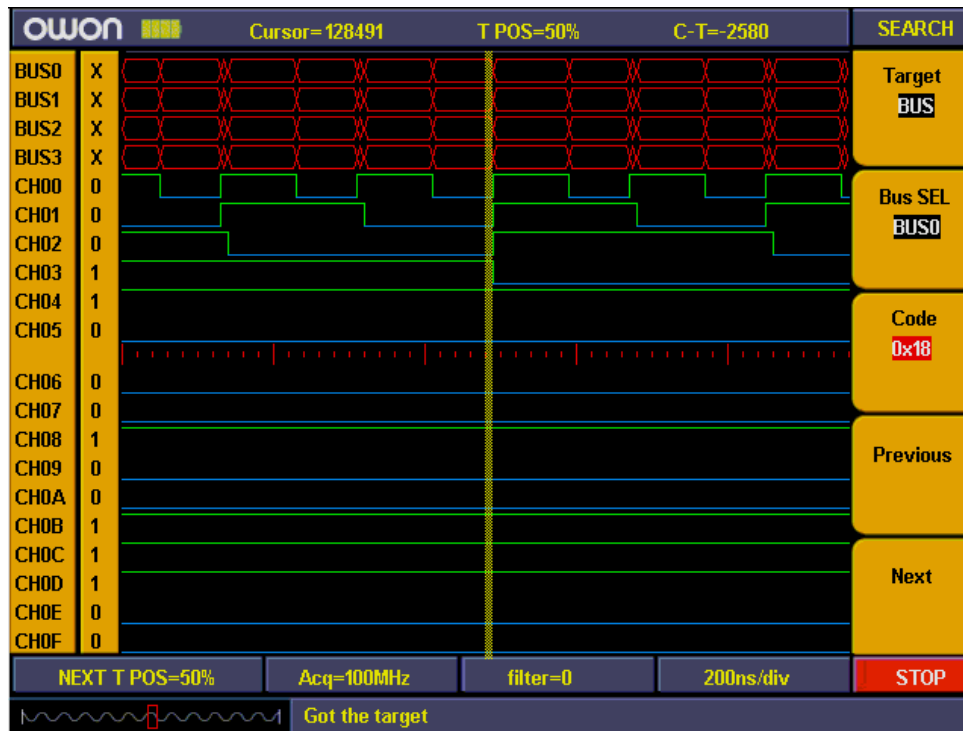 owon Cursor=128491 T POS=50% C-T=-2580 SEARCH
BUS0 X
BUS1 X
BUS2 X
BUS3 X
CH00 0
CH01 0
CH02 0
CH03 1
CH04 1
CH05 0
CH06 0
CH07 0
CH08 1
CH09 0
CH0A 0
CH0B 1
CH0C 1
CH0D 1
CH0E 0
CH0F 0
Target
BUS
Bus SEL
BUS0
Code
0x18
Previous
Next
NEXT T POS=50% Acq=100MHz filter=0 200ns/div STOP
Got the target